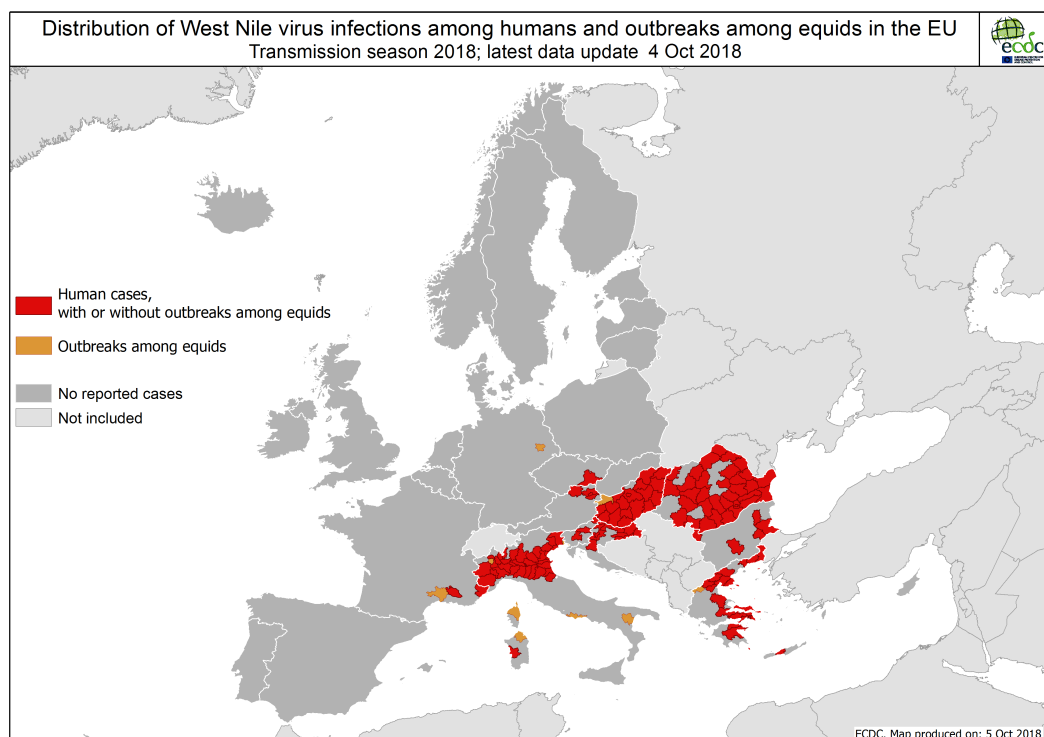 Distribution of West Nile virus infections among humans and outbreaks among equids in the EU
Transmission season 2018; latest data update 4 Oct 2018
ecdc
Human cases,
with or without outbreaks among equids
Outbreaks among equids
No reported cases
Not included
ECDC. Map produced on: 5 Oct 2018